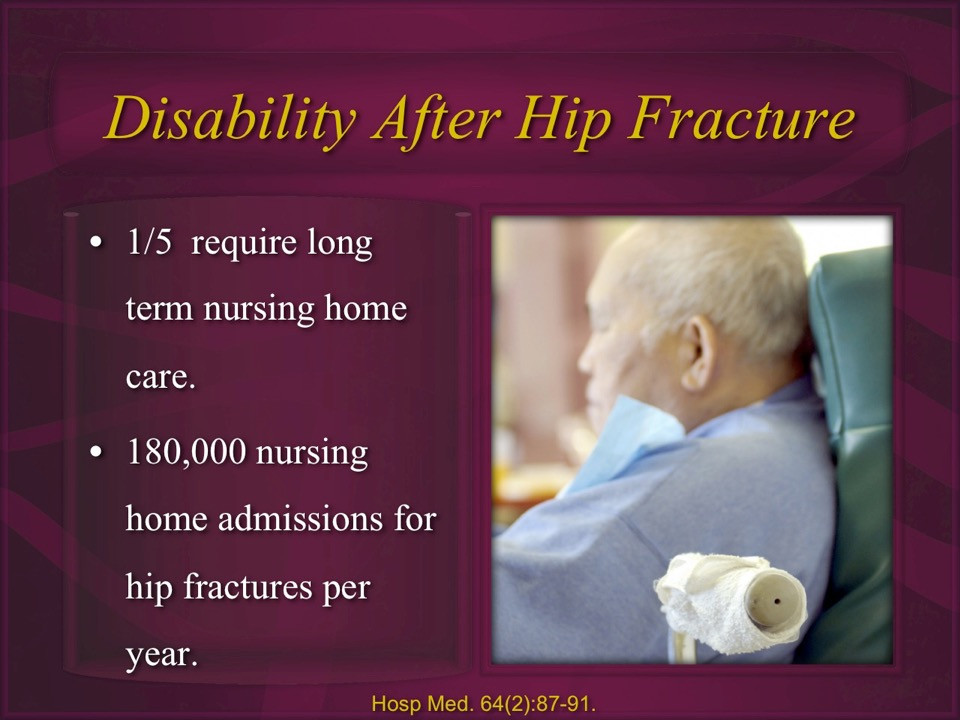 Disability After Hip Fracture
• 1/5 require long
term nursing home
care.
• 180,000 nursing
home admissions for
hip fractures per
year.
Hosp Med. 64(2):87-91.